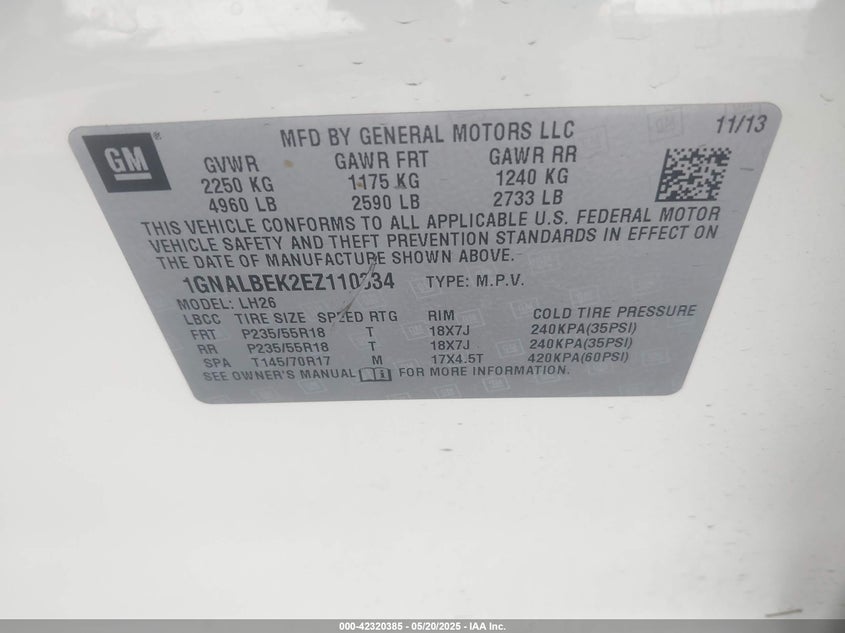 GM
MFD BY GENERAL MOTORS LLC 11/13
GVWR GAWR FRT GAWR RR
2250 KG 1175 KG 1240 KG
4960 LB 2590 LB 2733 LB
THIS VEHICLE CONFORMS TO ALL APPLICABLE U.S. FEDERAL MOTOR
VEHICLE SAFETY AND THEFT PREVENTION STANDARDS IN EFFECT ON
THE DATE OF MANUFACTURE SHOWN ABOVE.
TYPE: M.P.V.
MODEL: LH26
LBCC TIRE SIZE SPEED RTG RIM COLD TIRE PRESSURE
FRT P235/55R18 T 18X7J 240KPA(35PSI)
RR P235/55R18 T 18X7J 240KPA(35PSI)
SPA T145/70R17 M 17X4.5T 420KPA(60PSI)
SEE OWNER'S MANUAL FOR MORE INFORMATION.
000-42320385 - 05/20/2025 - IAA Inc.